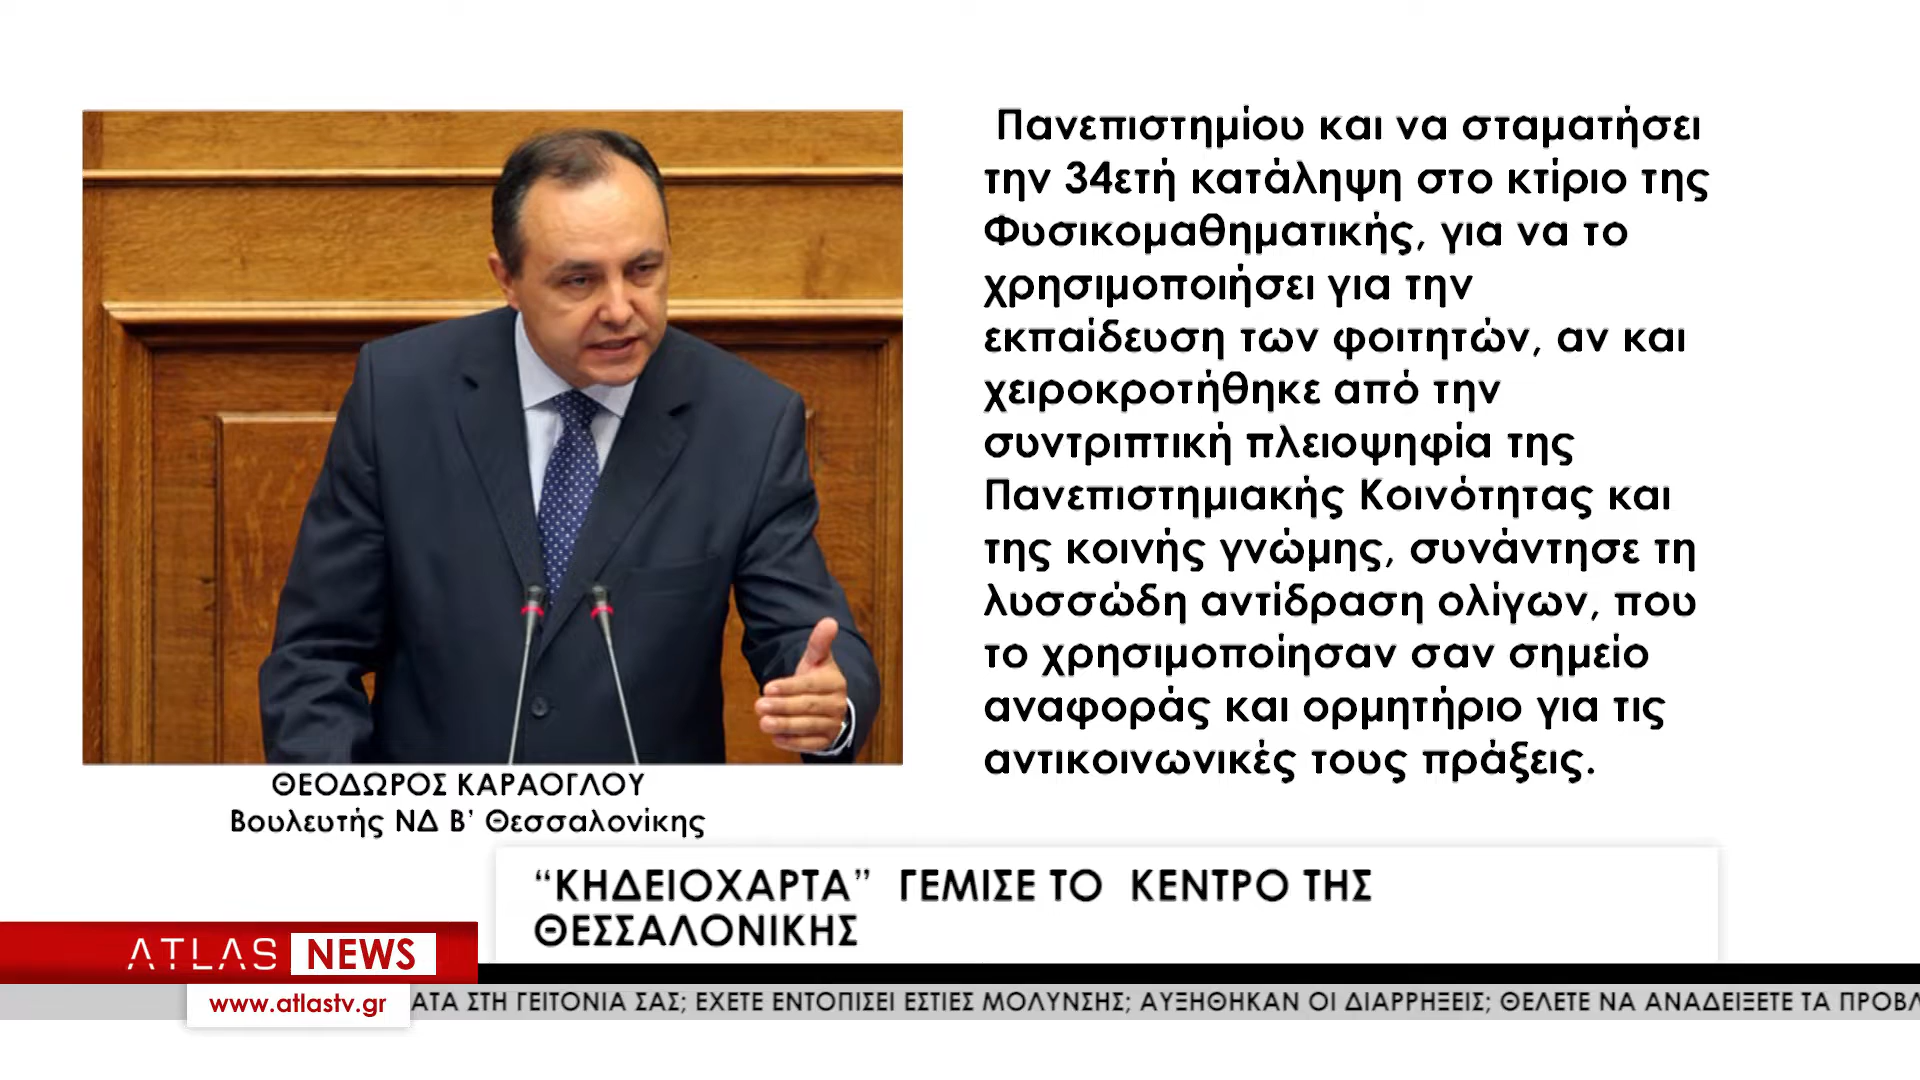 Πανεπιστημίου και να σταματήσει
την 34ετή κατάληψη στο κτίριο της
Φυσικομαθηματικής, για να το
χρησιμοποιήσει για την
εκπαίδευση των φοιτητών, αν και
χειροκροτήθηκε από την
συντριπτική πλειοψηφία της
Πανεπιστημιακής Κοινότητας και
της κοινής γνώμης, συνάντησε τη
λυσσώδη αντίδραση ολίγων, που
το χρησιμοποίησαν σαν σημείο
αναφοράς και ορμητήριο για τις
αντικοινωνικές τους πράξεις.
ΘΕΟΔΩΡΟΣ ΚΑΡΑΟΓΛΟΥ
Βουλευτής ΝΔ Β' Θεσσαλονίκης
“ΚΗΔΕΙΟΧΑΡΤΑ” ΓΕΜΙΣΕ ΤΟ ΚΕΝΤΡΟ ΤΗΣ
ΘΕΣΣΑΛΟΝΙΚΗΣ
ATLAS NEWS
www.atlastv.gr
ΑΤΑ ΣΤΗ ΓΕΙΤΟΝΙΑ ΣΑΣ; ΕΧΕΤΕ ΕΝΤΟΠΙΣΕΙ ΕΣΤΙΕΣ ΜΟΛΥΝΣΗΣ; ΑΥΞΗΘΗΚΑΝ ΟΙ ΔΙΑΡΡΗΞΕΙΣ; ΘΕΛΕΤΕ ΝΑ ΑΝΑΔΕΙΞΕΤΕ ΤΑ ΠΡΟΒΛ